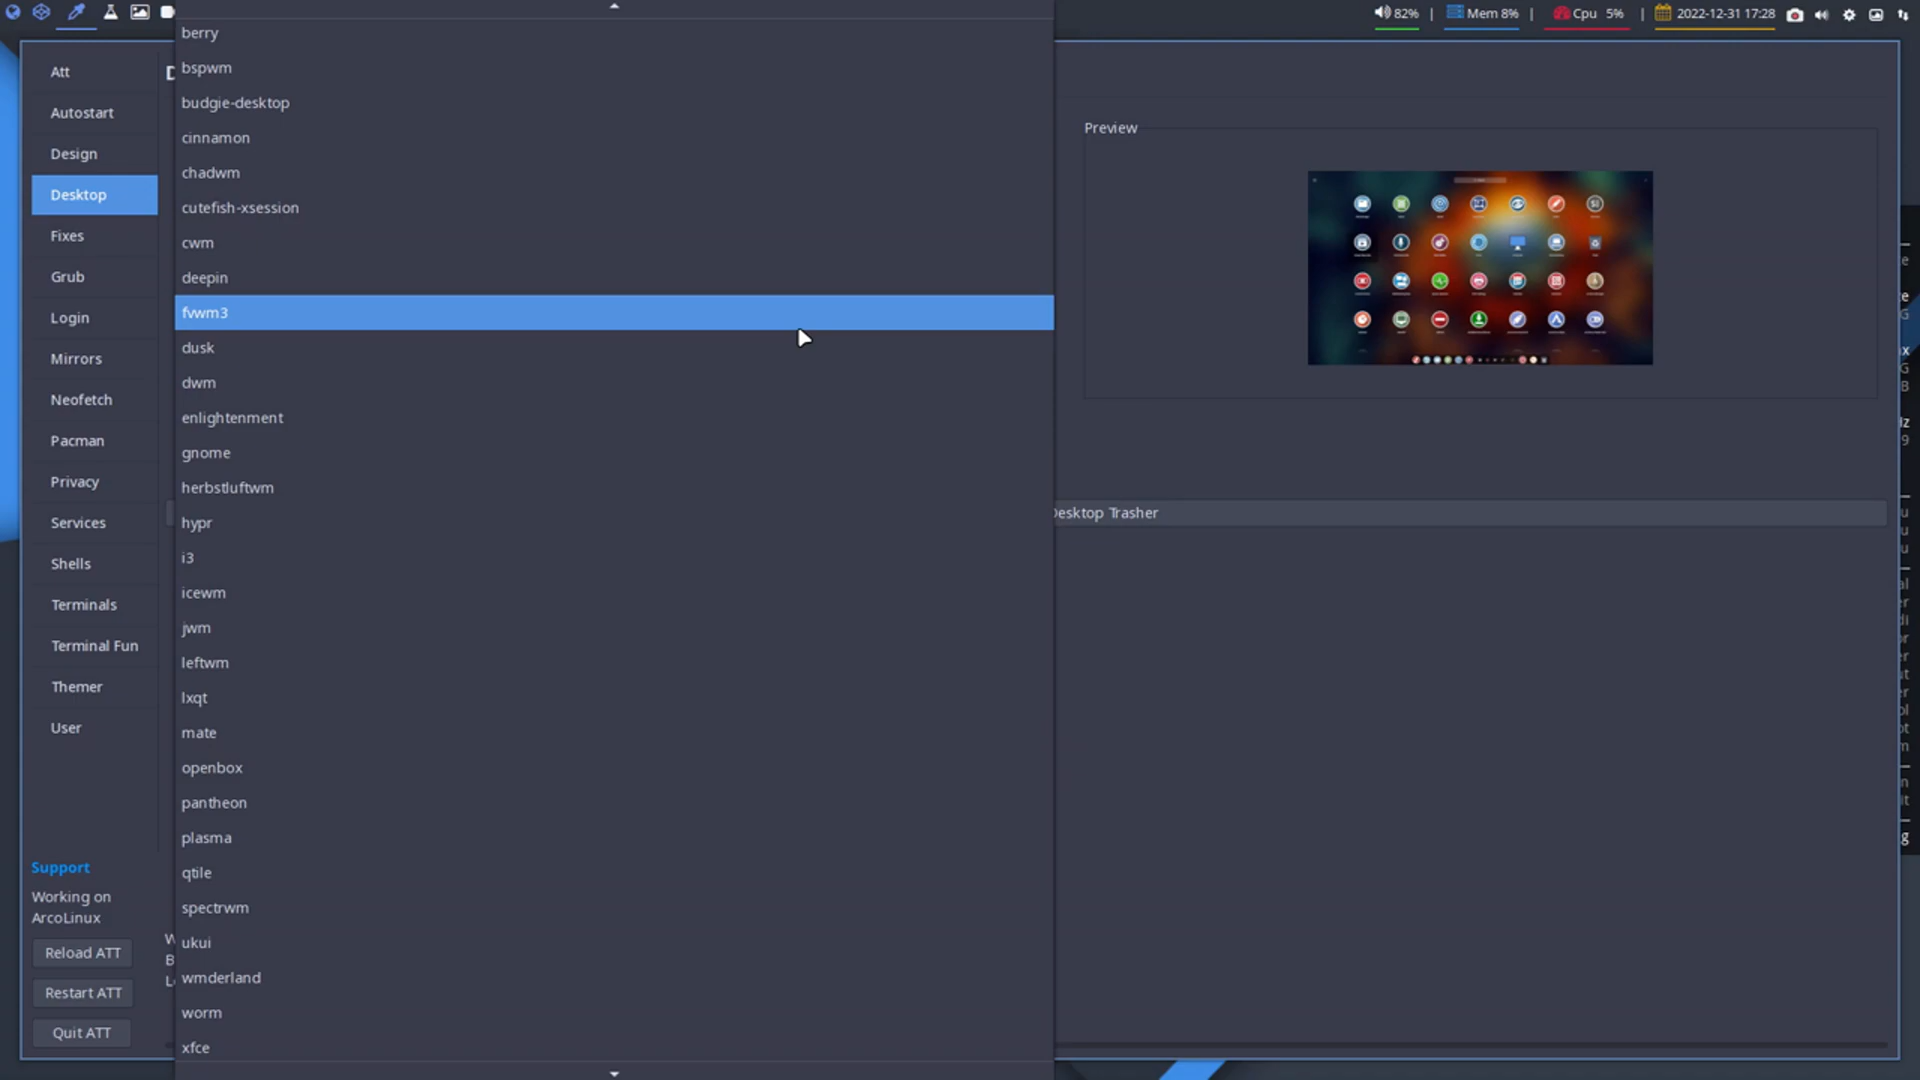 82%
|
Mem 8%
|
Cpu 5%
|
2022-12-31 17:28
Att
Autostart
Design
Desktop
Fixes
Grub
Login
Mirrors
Neofetch
Pacman
Privacy
Services
Shells
Terminals
Terminal Fun
Themer
User
Support
Working on
ArcoLinux
Reload ATT
Restart ATT
Quit ATT
berry
bspwm
budgie-desktop
cinnamon
chadwm
cutefish-xsession
cwm
deepin
fvwm3
dusk
dwm
enlightenment
gnome
herbstluftwm
hypr
i3
icewm
jwm
leftwm
lxqt
mate
openbox
pantheon
plasma
qtile
spectrwm
ukui
wmderland
worm
xfce
Preview
Desktop Trasher